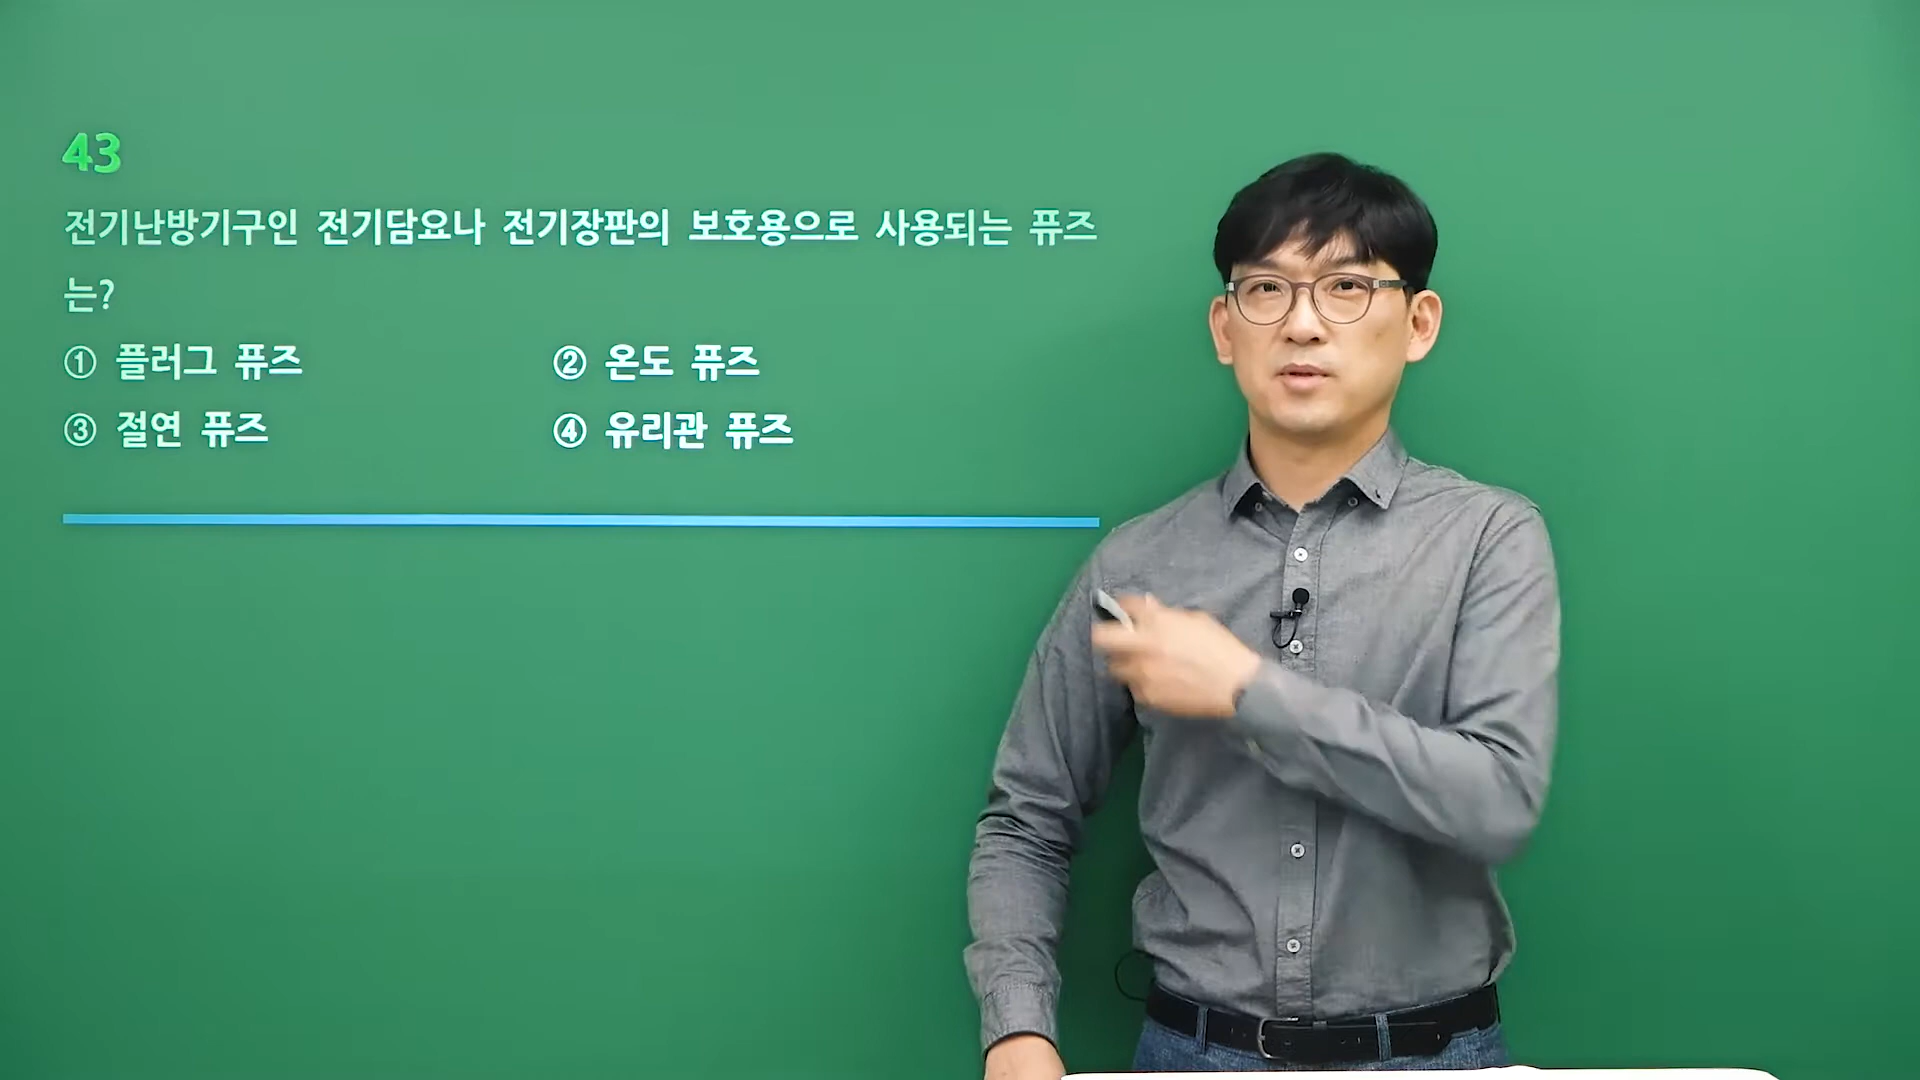 43
전기난방기구인 전기담요나 전기장판의 보호용으로 사용되는 퓨즈
는?
① 플러그 퓨즈 ② 온도 퓨즈
③ 절연 퓨즈 ④ 유리관 퓨즈